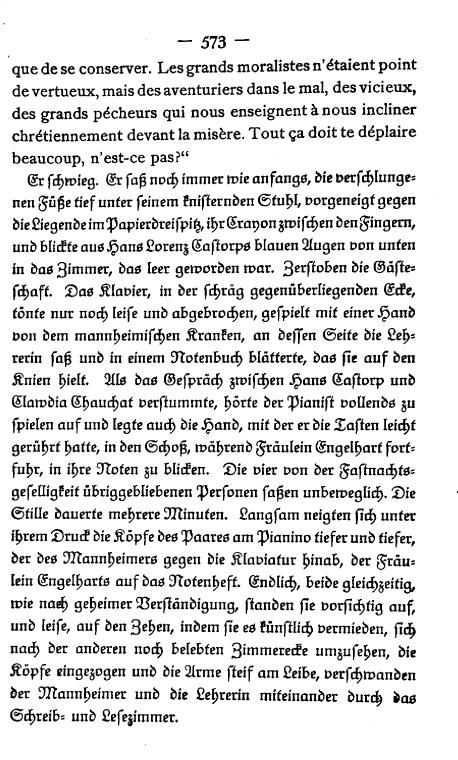 — 573 —
que de se conserver. Les grands moralistes n'étaient point
de vertueux, mais des aventuriers dans le mal, des vicieux,
des grands pécheurs qui nous enseignent à nous incliner
chrétiennement devant la misère. Tout ça doit te déplaire
beaucoup, n'est-ce pas?“
Er schwieg. Er saß noch immer wie anfangs, die verschlunge-
nen Füße tief unter seinem knisternden Stuhl, vorgeneigt gegen
die Liegende im Papierdreispitz, ihr Crayon zwischen den Fingern,
und blickte aus Hans Lorenz Castorps blauen Augen von unten
in das Zimmer, das leer geworden war. Zerstoben die Gäste-
schaft. Das Klavier, in der schräg gegenüberliegenden Ecke,
tönte nur noch leise und abgebrochen, gespielt mit einer Hand
von dem mannheimischen Kranken, an dessen Seite die Leh-
rerin saß und in einem Notenbuch blätterte, das sie auf den
Knien hielt. Als das Gespräch zwischen Hans Castorp und
Clawdia Chauchat verstummte, hörte der Pianist vollends zu
spielen auf und legte auch die Hand, mit der er die Tasten leicht
gerührt hatte, in den Schoß, während Fräulein Engelhart fort-
fuhr, in ihre Noten zu blicken. Die vier von der Fastnachts-
geselligkeit übriggebliebenen Personen saßen unbeweglich. Die
Stille dauerte mehrere Minuten. Langsam neigten sich unter
ihrem Druck die Köpfe des Paares am Pianino tiefer und tiefer,
der des Mannheimers gegen die Klaviatur hinab, der Fräu-
lein Engelharts auf das Notenheft. Endlich, beide gleichzeitig,
wie nach geheimer Verständigung, standen sie vorsichtig auf,
und leise, auf den Zehen, indem sie es künstlich vermieden, sich
nach der anderen noch belebten Zimmerecke umzusehen, die
Köpfe eingezogen und die Arme steif am Leibe, verschwanden
der Mannheimer und die Lehrerin miteinander durch das
Schreib- und Lesezimmer.